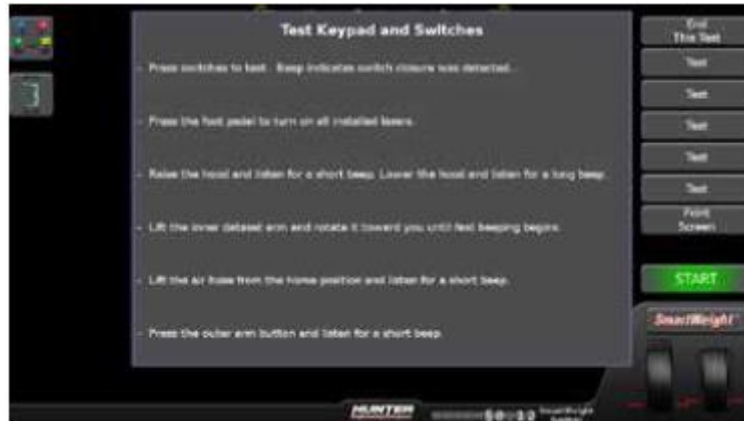 Test Keypad and Switches
- Press switches to test. Beep indicates switch closure was detected..
- Press the foot pedal to turn on all installed lasers.
- Raise the hood and listen for a short beep. Lower the hood and listen for a long beep.
- Lift the inner dataset arm and rotate it toward you until fast beeping begins.
- Lift the air hose from the home position and listen for a short beep.
- Press the outer arm button and listen for a short beep.
End
This Test
Test
Test
Test
Test
Test
Print
Screen
START
SmartWeight
HUNTER
SmartWeight